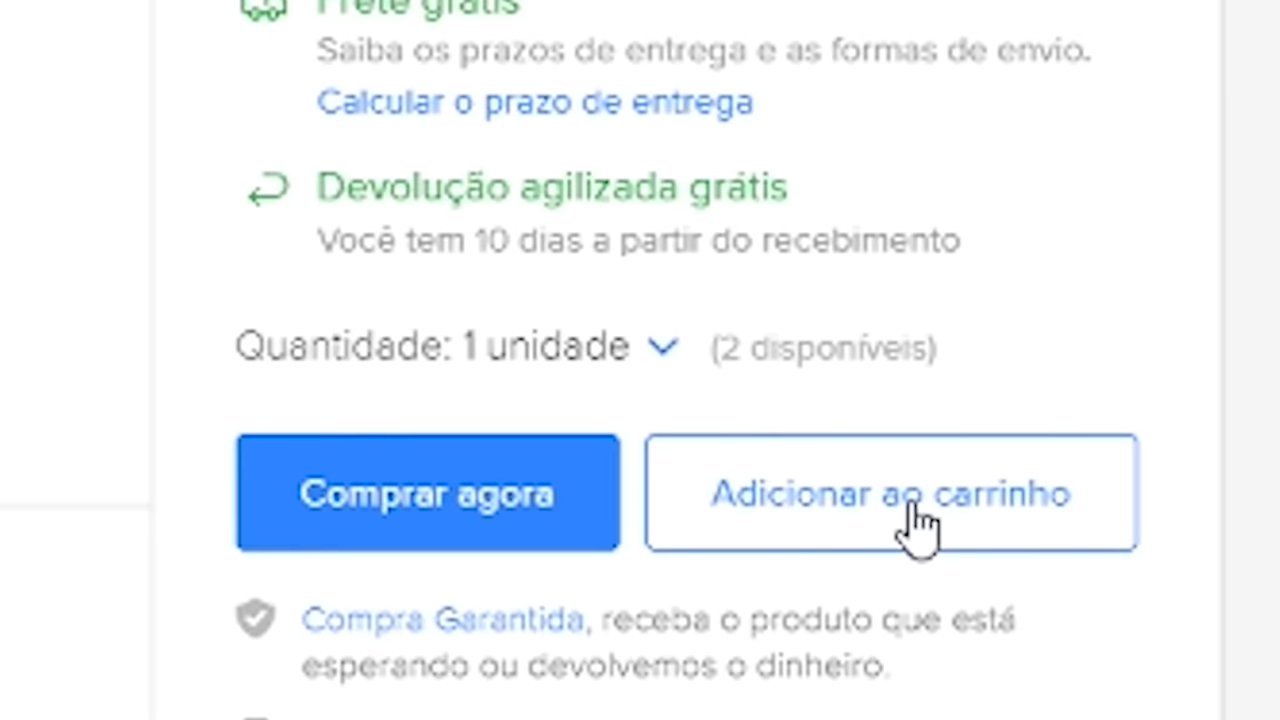 Frete grátis
Saiba os prazos de entrega e as formas de envio.
Calcular o prazo de entrega
Devolução agilizada grátis
Você tem 10 dias a partir do recebimento
Quantidade: 1 unidade (2 disponíveis)
Comprar agora
Adicionar ao carrinho
Compra Garantida, receba o produto que está
esperando ou devolvemos o dinheiro.